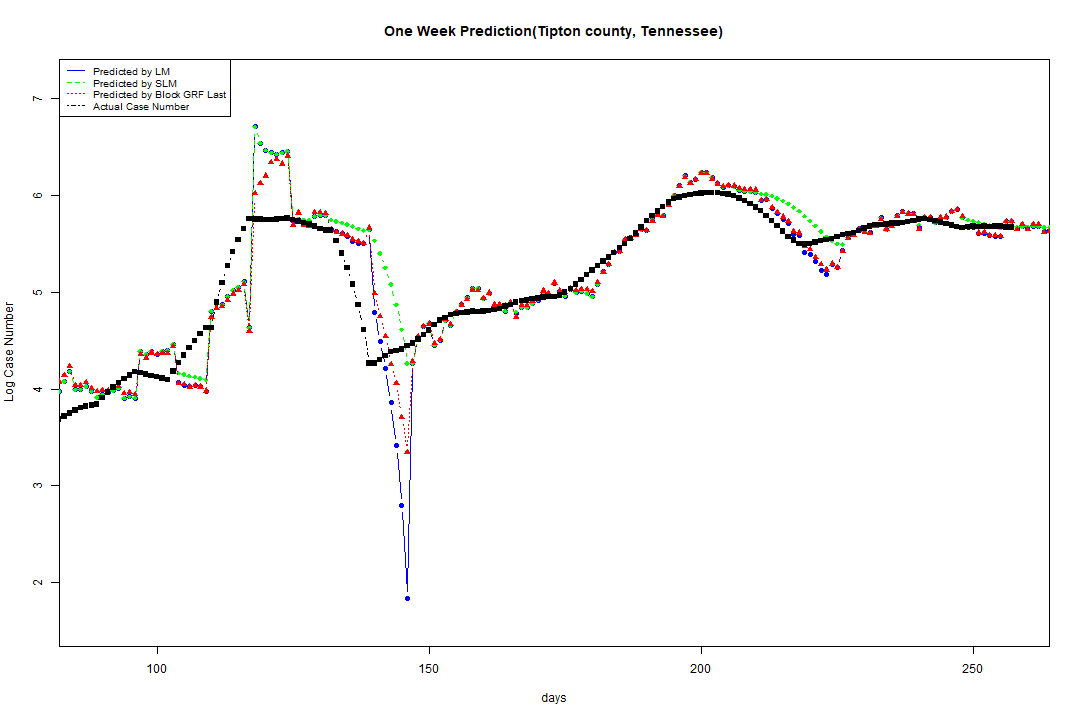 One Week Prediction(Tipton county, Tennessee)
Predicted by LM
Predicted by SLM
Predicted by Block GRF Last
Actual Case Number
7
6
5
4
3
2
Log Case Number
100 150 200 250
days